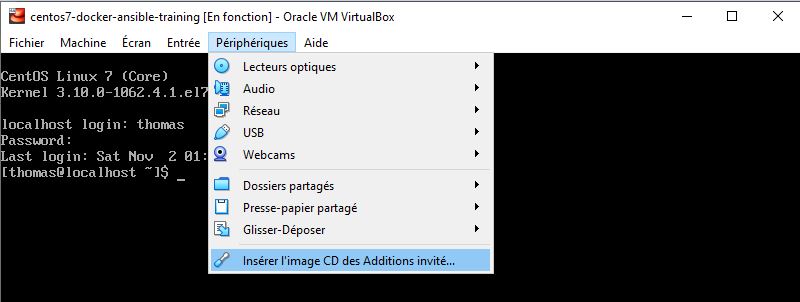 centos7-docker-ansible-training [En fonction] - Oracle VM VirtualBox
Fichier Machine Écran Entrée Périphériques Aide
CentOS Linux 7 (Core)
Kernel 3.10.0-1062.4.1.el7
localhost login: thomas
Password:
Last login: Sat Nov 2 01:
[thomas@localhost ~]$ _
Lecteurs optiques
Audio
Réseau
USB
Webcams
Dossiers partagés
Presse-papier partagé
Glisser-Déposer
Insérer l'image CD des Additions invité...